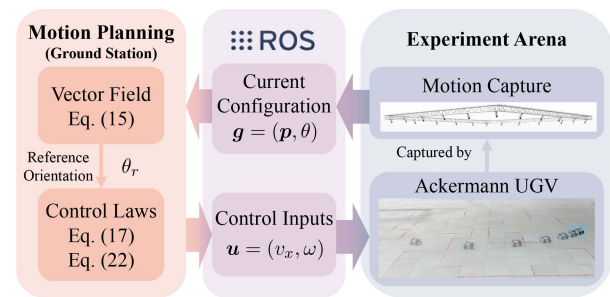 Motion Planning
(Ground Station)
Vector Field
Eq. (15)
Reference
Orientation
θᵣ
Control Laws
Eq. (17)
Eq. (22)
ROS
Current
Configuration
g = (p, θ)
Control Inputs
u = (vₓ, ω)
Experiment Arena
Motion Capture
Captured by
Ackermann UGV